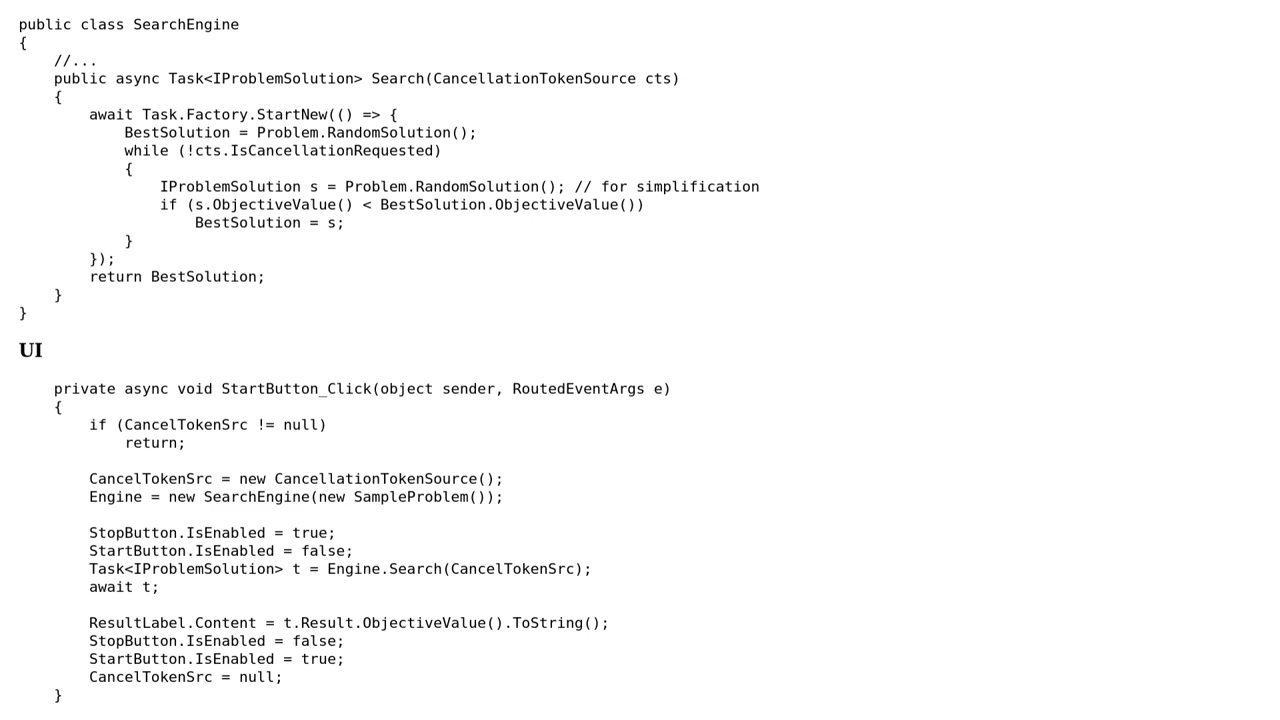 public class SearchEngine
{
    //...
    public async Task<IProblemSolution> Search(CancellationTokenSource cts)
    {
        await Task.Factory.StartNew(() => {
            BestSolution = Problem.RandomSolution();
            while (!cts.IsCancellationRequested)
            {
                IProblemSolution s = Problem.RandomSolution(); // for simplification
                if (s.ObjectiveValue() < BestSolution.ObjectiveValue())
                    BestSolution = s;
            }
        });
        return BestSolution;
    }
}
UI
    private async void StartButton_Click(object sender, RoutedEventArgs e)
    {
        if (CancelTokenSrc != null)
            return;
        CancelTokenSrc = new CancellationTokenSource();
        Engine = new SearchEngine(new SampleProblem());
        StopButton.IsEnabled = true;
        StartButton.IsEnabled = false;
        Task<IProblemSolution> t = Engine.Search(CancelTokenSrc);
        await t;
        ResultLabel.Content = t.Result.ObjectiveValue().ToString();
        StopButton.IsEnabled = false;
        StartButton.IsEnabled = true;
        CancelTokenSrc = null;
    }